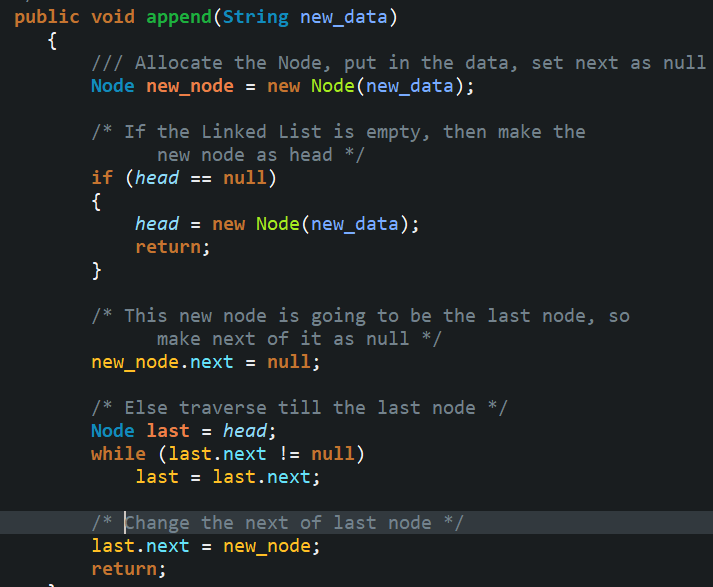 public void append(String new_data)
{
/// Allocate the Node, put in the data, set next as null
Node new_node = new Node(new_data);
/* If the Linked List is empty, then make the
new node as head */
if (head == null)
{
head = new Node(new_data);
return;
}
/* This new node is going to be the last node, so
make next of it as null */
new_node.next = null;
/* Else traverse till the last node */
Node last = head;
while (last.next != null)
last = last.next;
/* Change the next of last node */
last.next = new_node;
return;